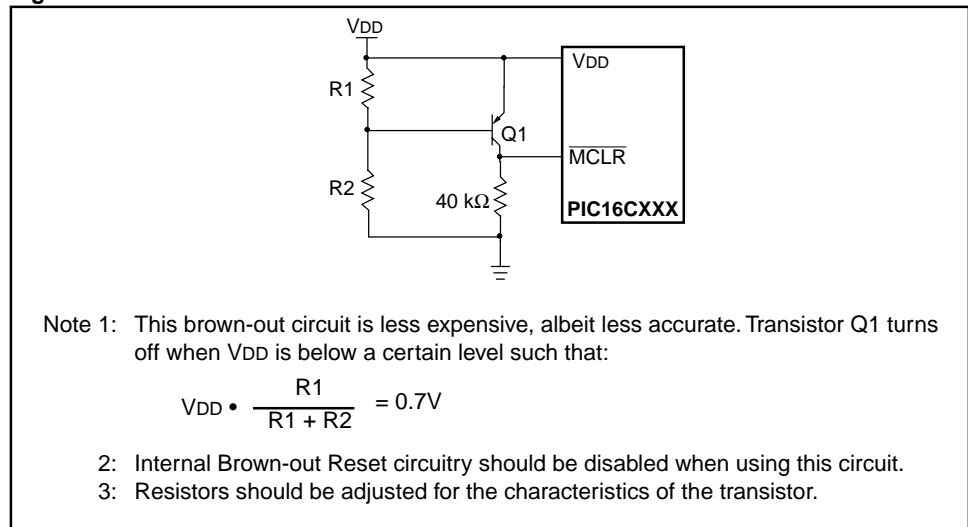 VDD
R1
VDD
Q1
MCLR
R2
40 kΩ
PIC16CXXX
Note 1: This brown-out circuit is less expensive, albeit less accurate. Transistor Q1 turns
off when VDD is below a certain level such that:
VDD • R1 / R1 + R2 = 0.7V
2: Internal Brown-out Reset circuitry should be disabled when using this circuit.
3: Resistors should be adjusted for the characteristics of the transistor.